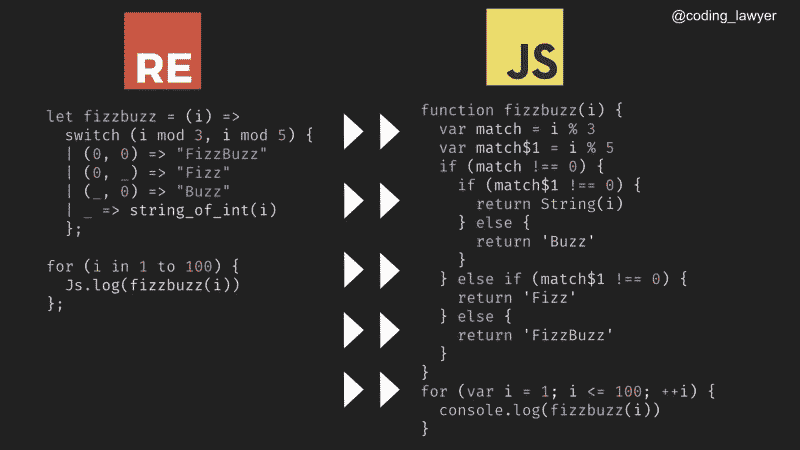 @coding_lawyer
RE
let fizzbuzz = (i) =>
  switch (i mod 3, i mod 5) {
  | (0, 0) => "FizzBuzz"
  | (0, _) => "Fizz"
  | (_, 0) => "Buzz"
  | _ => string_of_int(i)
  };

for (i in 1 to 100) {
  Js.log(fizzbuzz(i))
};
JS
function fizzbuzz(i) {
  var match = i % 3
  var match$1 = i % 5
  if (match !== 0) {
    if (match$1 !== 0) {
      return String(i)
    } else {
      return 'Buzz'
    }
  } else if (match$1 !== 0) {
    return 'Fizz'
  } else {
    return 'FizzBuzz'
  }
}
for (var i = 1; i <= 100; ++i) {
  console.log(fizzbuzz(i))
}